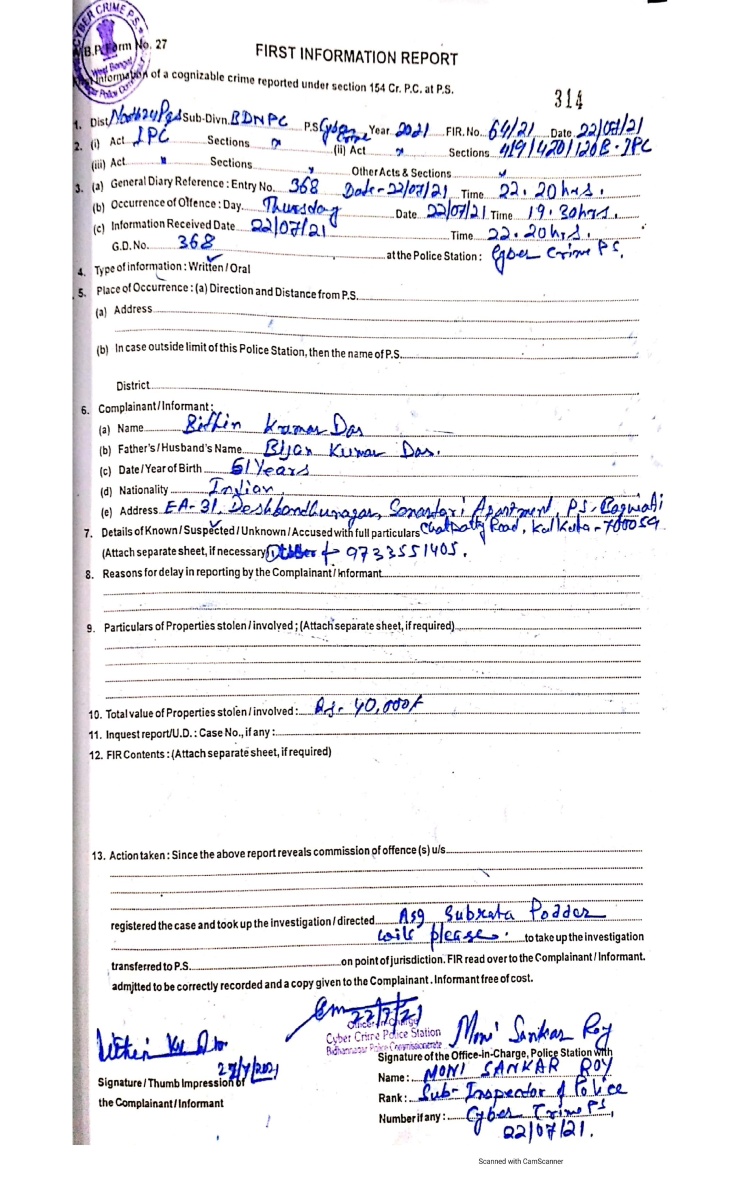 CYBER CRIME P.S.
West Bengal
W.B.P. Form No. 27
FIRST INFORMATION REPORT
First Information of a cognizable crime reported under section 154 Cr. P.C. at P.S.
314
1. Dist. North 24 Pgs Sub-Divn. BDNPC P.S. Cyber Crime Year 2021 FIR. No. 64/21 Date 22/07/21
2. (i) Act IPC Sections (ii) Act Sections 419/420/120B. IPC
(iii) Act Sections Other Acts & Sections
3. (a) General Diary Reference : Entry No. 368 Date - 22/07/21 Time 22.20 hrs.
(b) Occurrence of Offence : Day Thursday Date 22/07/21 Time 19.30hrs.
(c) Information Received Date 22/07/21 Time 22.20hrs.
G.D. No. 368 at the Police Station : Cyber Crime PS.
4. Type of information : Written / Oral
5. Place of Occurrence : (a) Direction and Distance from P.S.
(a) Address
(b) In case outside limit of this Police Station, then the name of P.S.
District
6. Complainant / Informant :
(a) Name Kumar Das
(b) Father's / Husband's Name Bijan Kumar Das.
(c) Date / Year of Birth 61 Years
(d) Nationality Indian
(e) Address EA-31, Deshbandhunagar, Sonartari Apartment, PS- Baguiati
7. Details of Known / Suspected / Unknown / Accused with full particulars Chatpatty Road, Kolkata - 700059
(Attach separate sheet, if necessary) 9733551405.
8. Reasons for delay in reporting by the Complainant / Informant
9. Particulars of Properties stolen / involved ; (Attach separate sheet, if required)
10. Total value of Properties stolen / involved : Rs- 40,000/-
11. Inquest report/U.D. : Case No., if any :
12. FIR Contents : (Attach separate sheet, if required)
13. Action taken : Since the above report reveals commission of offence (s) u/s
registered the case and took up the investigation / directed ASI Subrata Podder
will please. to take up the investigation
transferred to P.S. on point of jurisdiction. FIR read over to the Complainant / Informant.
admjtted to be correctly recorded and a copy given to the Complainant . Informant free of cost.
22/7/21
Officer-in-Charge
Cyber Crime Police Station
Bidhannagar Police Commissionerate
Moni Sankar Roy
27/7/2021
Signature of the Office-in-Charge, Police Station with
Signature / Thumb Impression of
the Complainant / Informant
Name : MONI SANKAR ROY
Rank : Sub-Inspector of Police
Number if any : Cyber Crime PS,
22/07/21.
Scanned with CamScanner